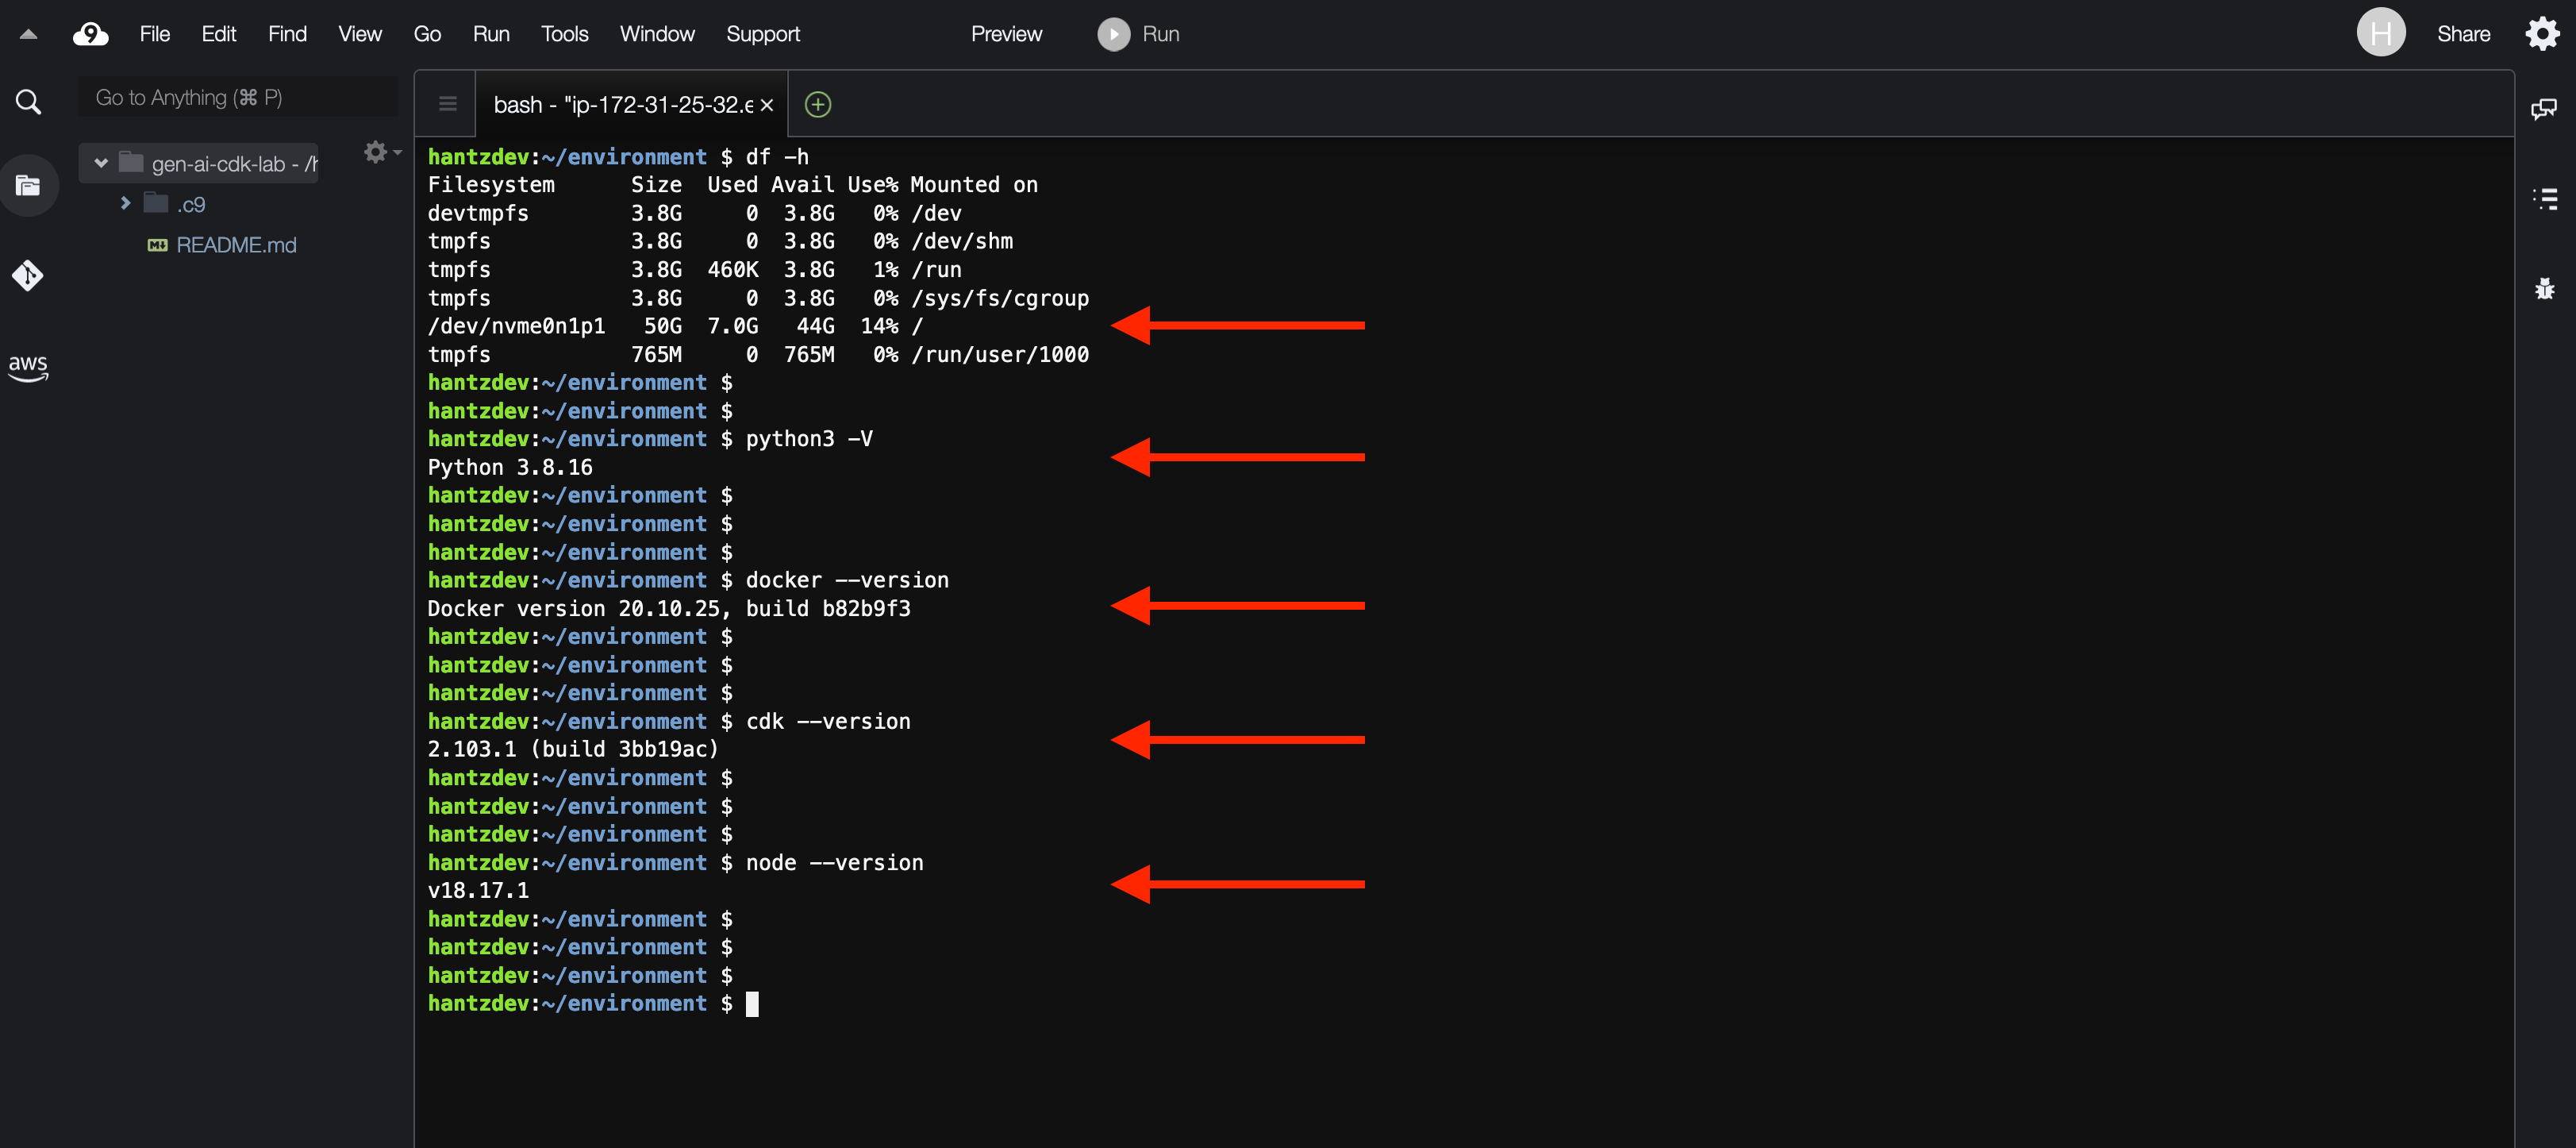 9 File Edit Find View Go Run Tools Window Support Preview Run H Share
Go to Anything (⌘ P)
bash - "ip-172-31-25-32.e
gen-ai-cdk-lab - /h
.c9
README.md
aws
hantzdev:~/environment $ df -h
Filesystem      Size  Used Avail Use% Mounted on
devtmpfs        3.8G     0  3.8G   0% /dev
tmpfs           3.8G     0  3.8G   0% /dev/shm
tmpfs           3.8G  460K  3.8G   1% /run
tmpfs           3.8G     0  3.8G   0% /sys/fs/cgroup
/dev/nvme0n1p1   50G  7.0G   44G  14% /
tmpfs           765M     0  765M   0% /run/user/1000
hantzdev:~/environment $
hantzdev:~/environment $
hantzdev:~/environment $ python3 -V
Python 3.8.16
hantzdev:~/environment $
hantzdev:~/environment $
hantzdev:~/environment $
hantzdev:~/environment $ docker --version
Docker version 20.10.25, build b82b9f3
hantzdev:~/environment $
hantzdev:~/environment $
hantzdev:~/environment $
hantzdev:~/environment $ cdk --version
2.103.1 (build 3bb19ac)
hantzdev:~/environment $
hantzdev:~/environment $
hantzdev:~/environment $
hantzdev:~/environment $ node --version
v18.17.1
hantzdev:~/environment $
hantzdev:~/environment $
hantzdev:~/environment $
hantzdev:~/environment $